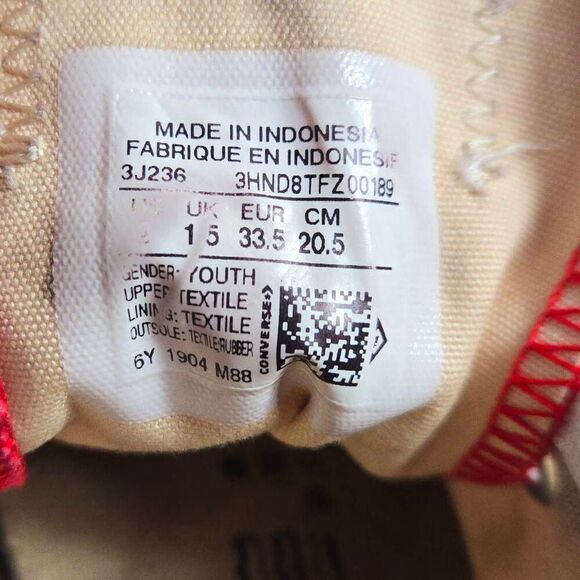 MADE IN INDONESIA
FABRIQUE EN INDONESIE
3J236 3HND8TFZ00189
UK EUR CM
1.5 33.5 20.5
GENDER: YOUTH
UPPER TEXTILE
LINING: TEXTILE
OUTSOLE: TEXTILE/RUBBER
6Y 1904 M88
CONVERSE